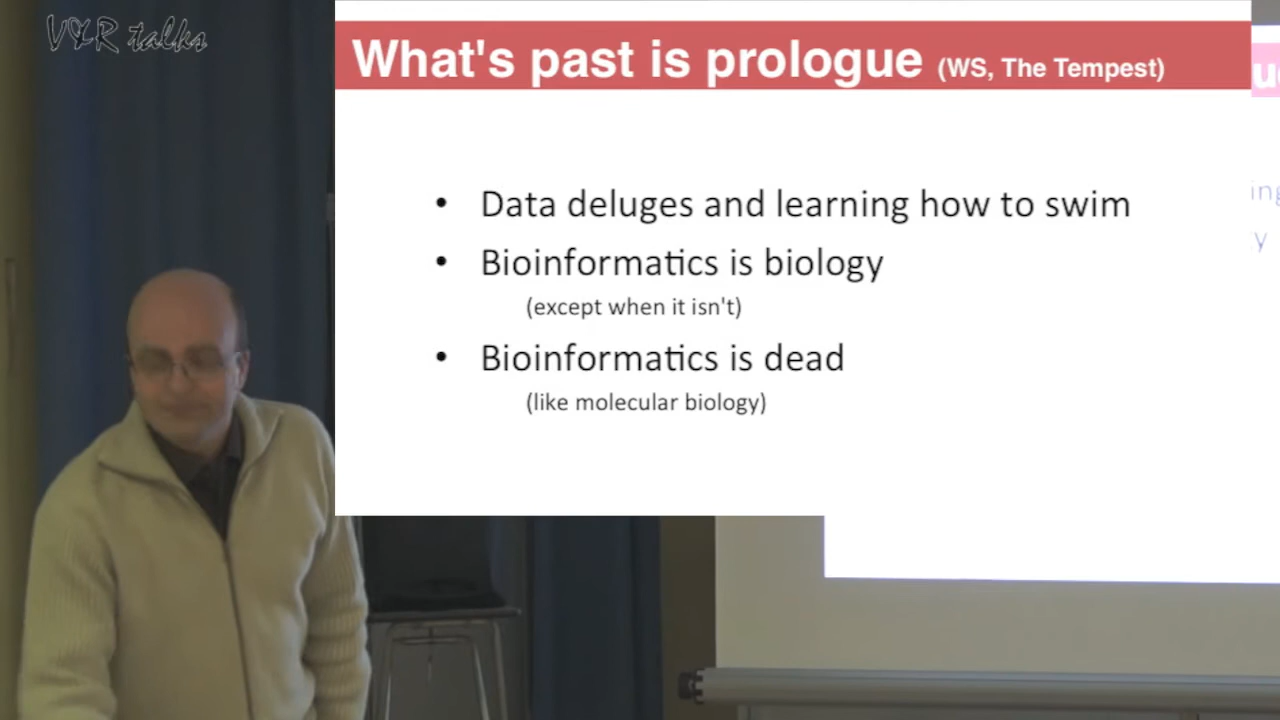 V&R talks
What's past is prologue (WS, The Tempest)
• Data deluges and learning how to swim
• Bioinformatics is biology
(except when it isn't)
• Bioinformatics is dead
(like molecular biology)